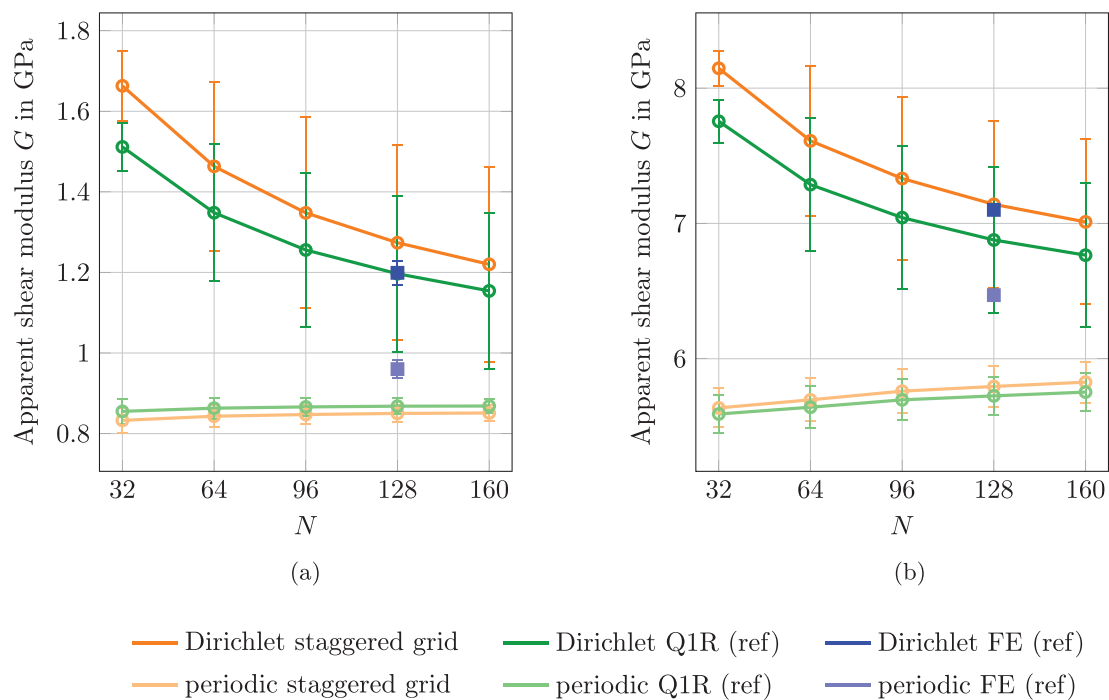 Apparent shear modulus G in GPa
1.8
1.6
1.4
1.2
1
0.8
32 64 96 128 160
N
(a)
Apparent shear modulus G in GPa
8
7
6
32 64 96 128 160
N
(b)
Dirichlet staggered grid
Dirichlet Q1R (ref)
Dirichlet FE (ref)
periodic staggered grid
periodic Q1R (ref)
periodic FE (ref)